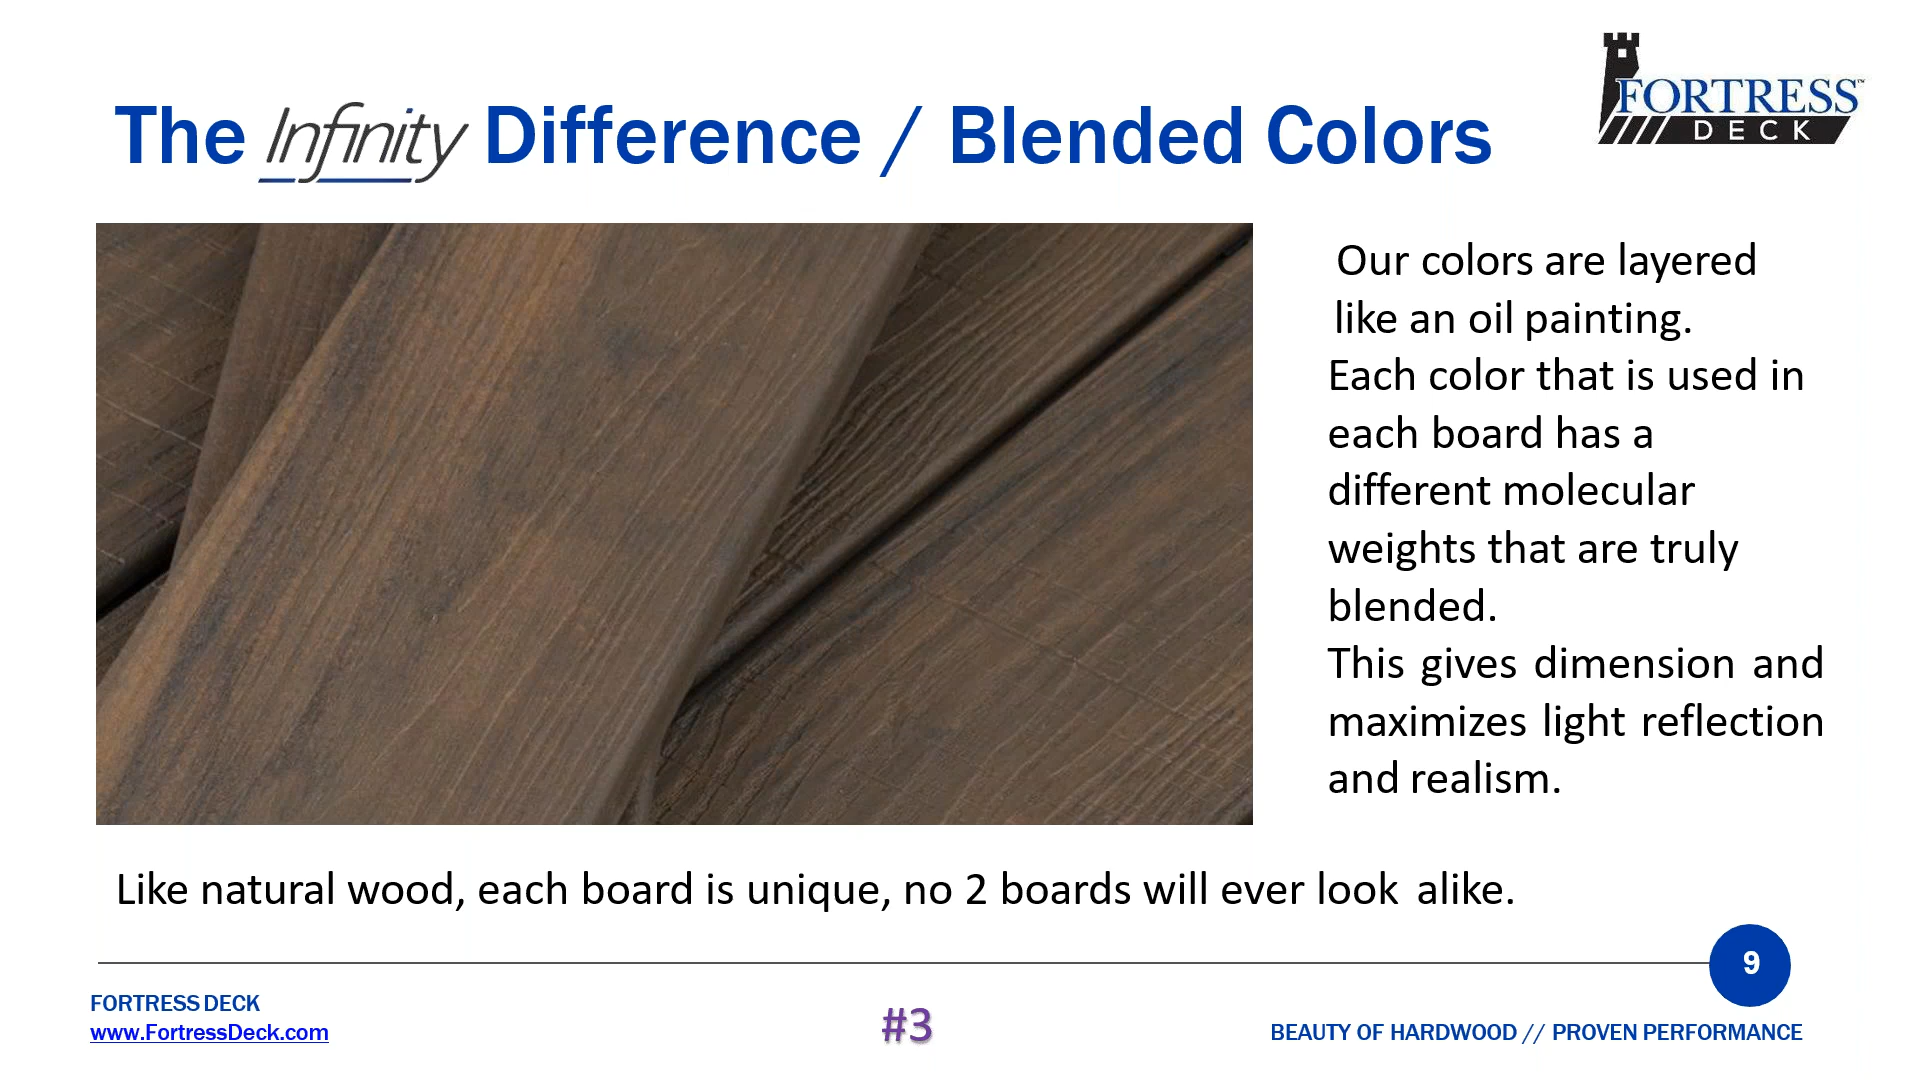 The Infinity Difference / Blended Colors
FORTRESS™
DECK
Our colors are layered
like an oil painting.
Each color that is used in
each board has a
different molecular
weights that are truly
blended.
This gives dimension and
maximizes light reflection
and realism.
Like natural wood, each board is unique, no 2 boards will ever look alike.
9
FORTRESS DECK
www.FortressDeck.com
#3
BEAUTY OF HARDWOOD // PROVEN PERFORMANCE